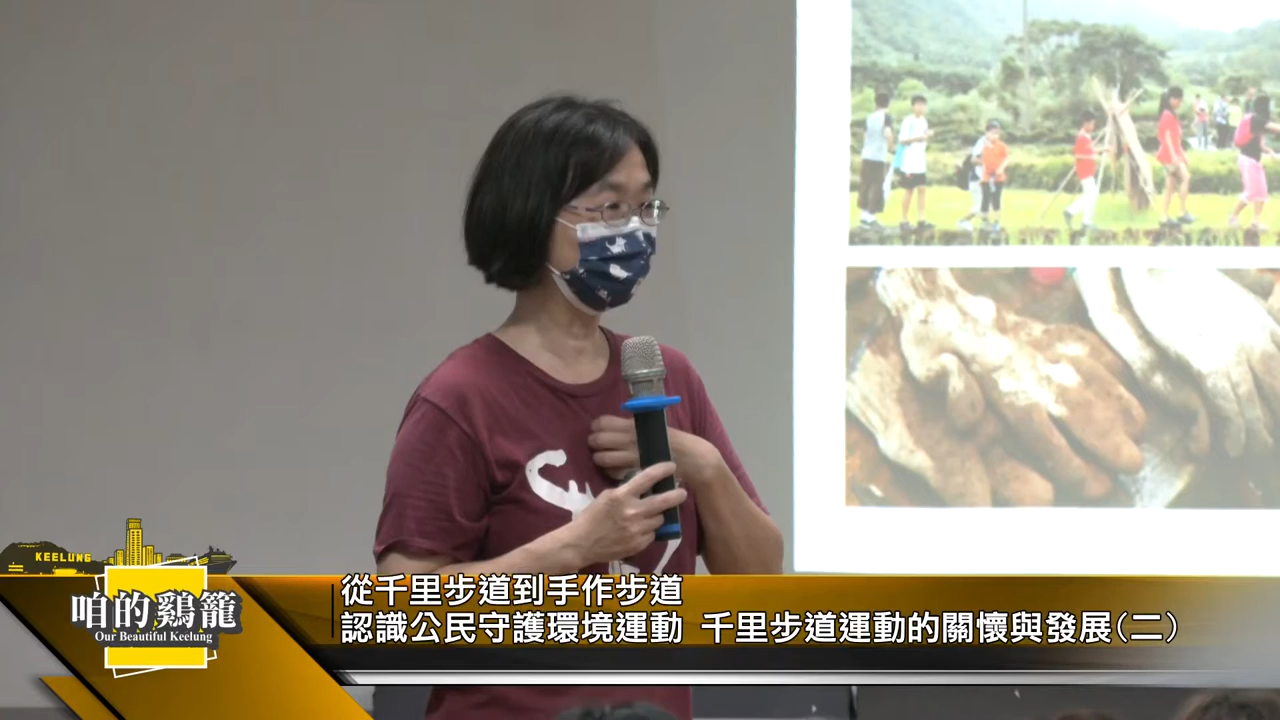 KEELUNG
咱的鷄籠
Our Beautiful Keelung
從千里步道到手作步道
認識公民守護環境運動 千里步道運動的關懷與發展(二)